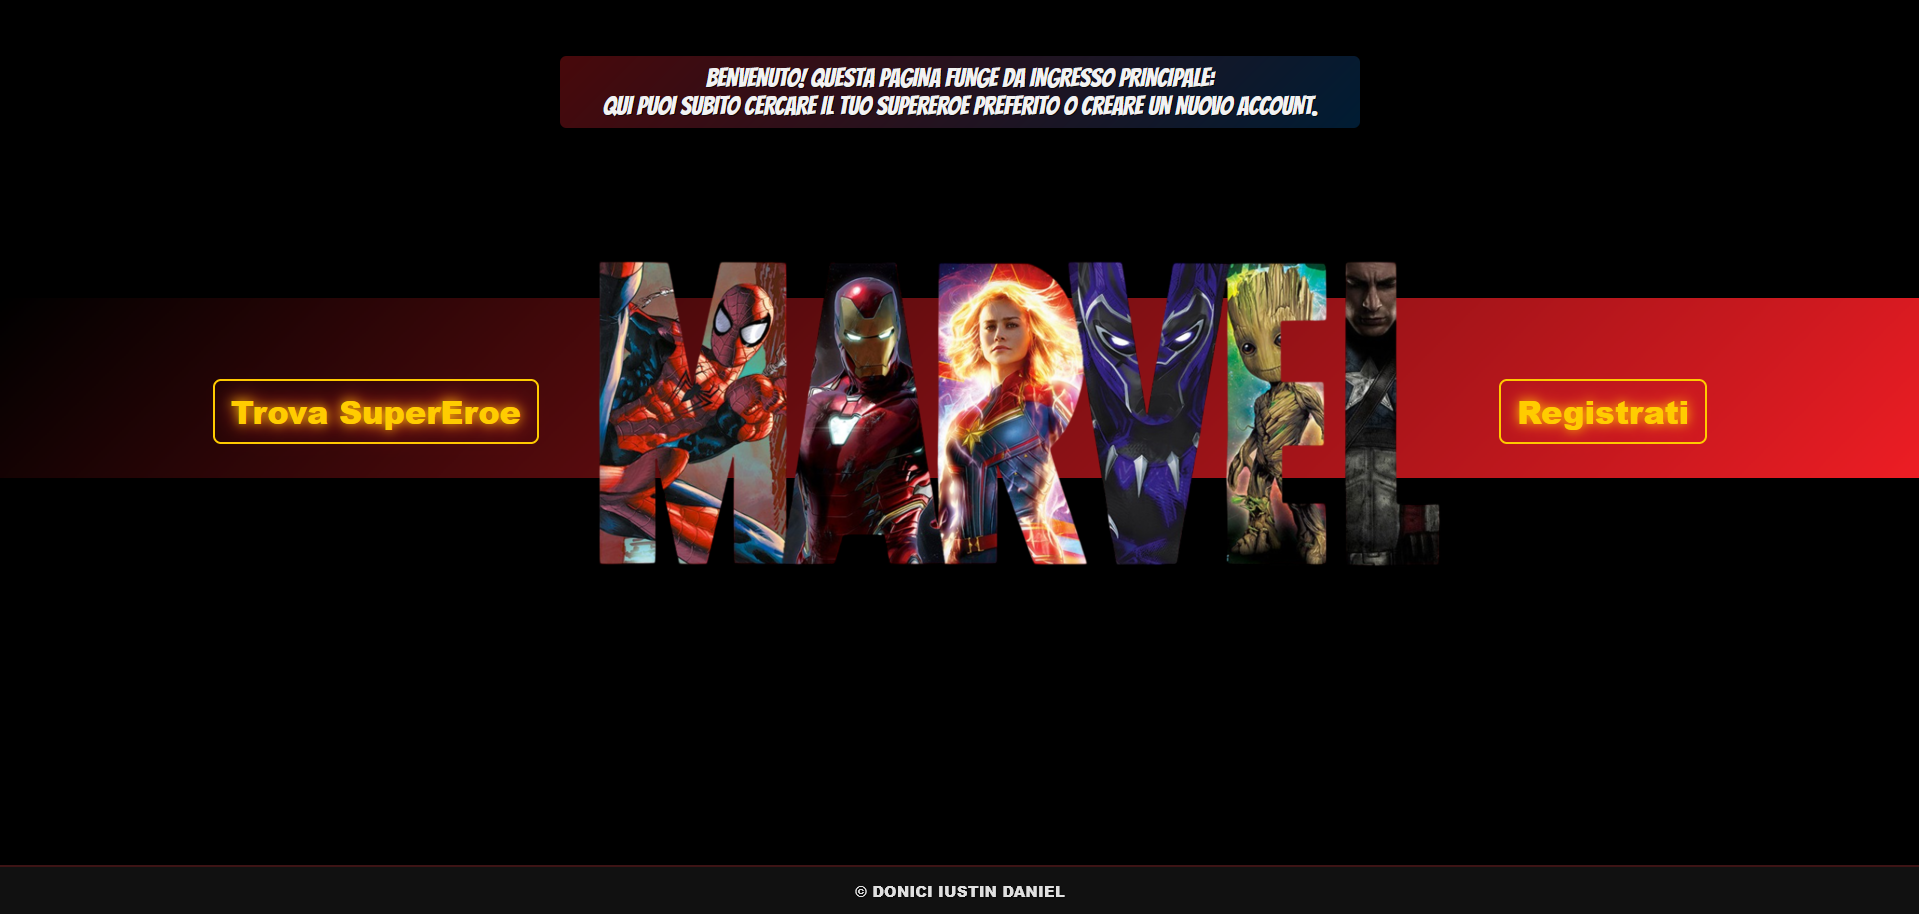 BENVENUTO! QUESTA PAGINA FUNGE DA INGRESSO PRINCIPALE:
QUI PUOI SUBITO CERCARE IL TUO SUPEREROE PREFERITO O CREARE UN NUOVO ACCOUNT.
MARVEL
Trova SuperEroe
Registrati
© DONICI IUSTIN DANIEL